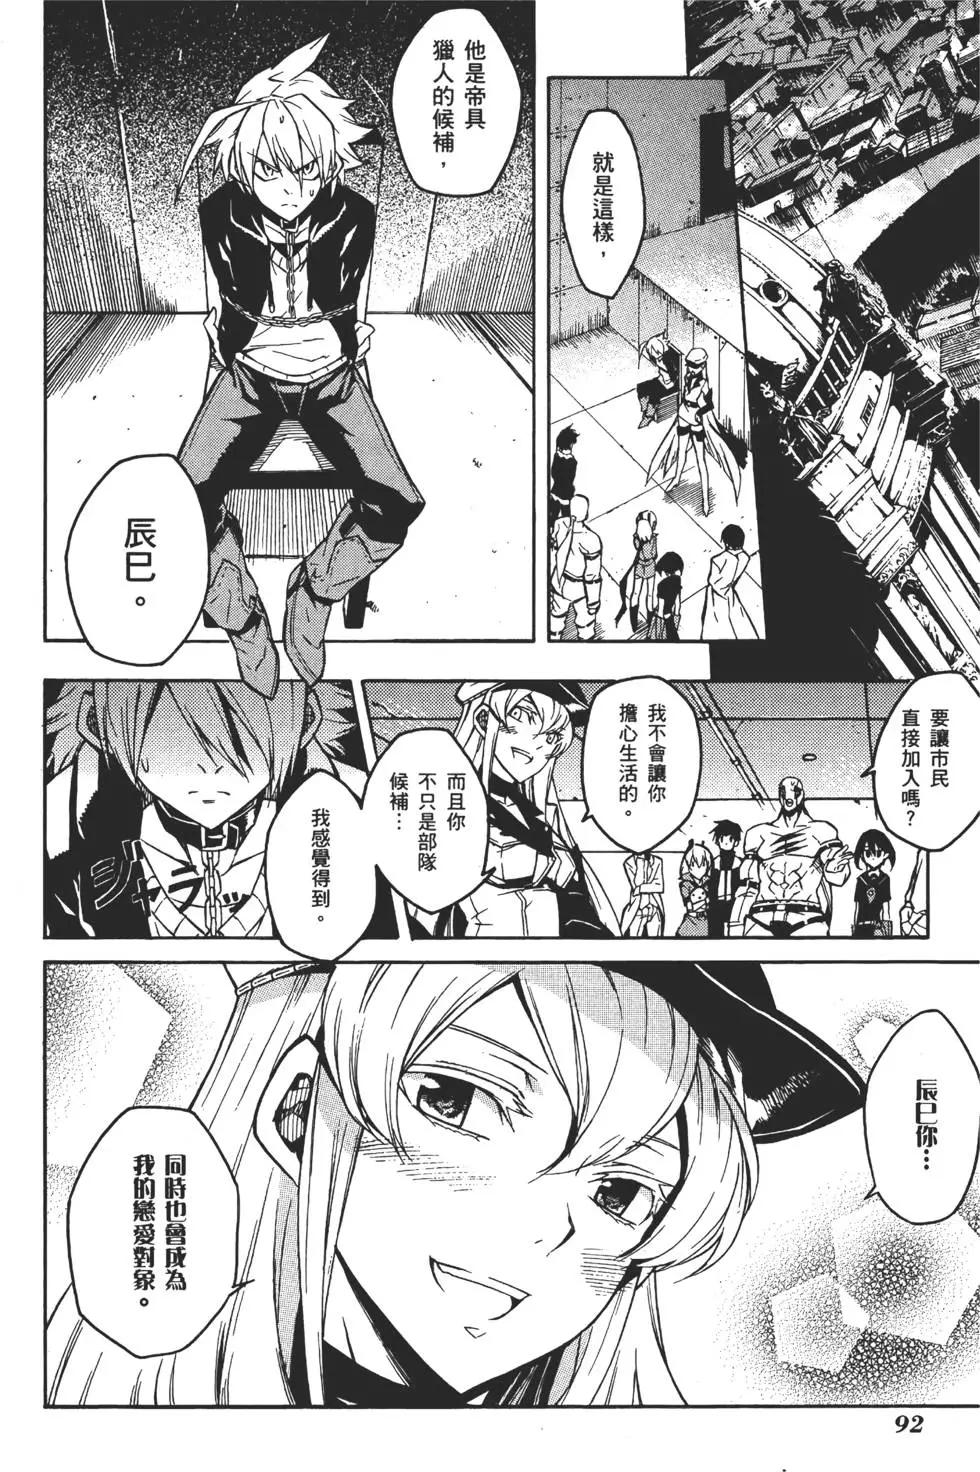 就是這樣，
他是帝具
獵人的候補，
辰巳。
要讓市民
直接加入嗎？
我不會讓你
擔心生活的。
而且你
不只是部隊
候補…
我感覺得到。
ジャラッ
辰巳你…
同時也會成為
我的戀愛對象。
92